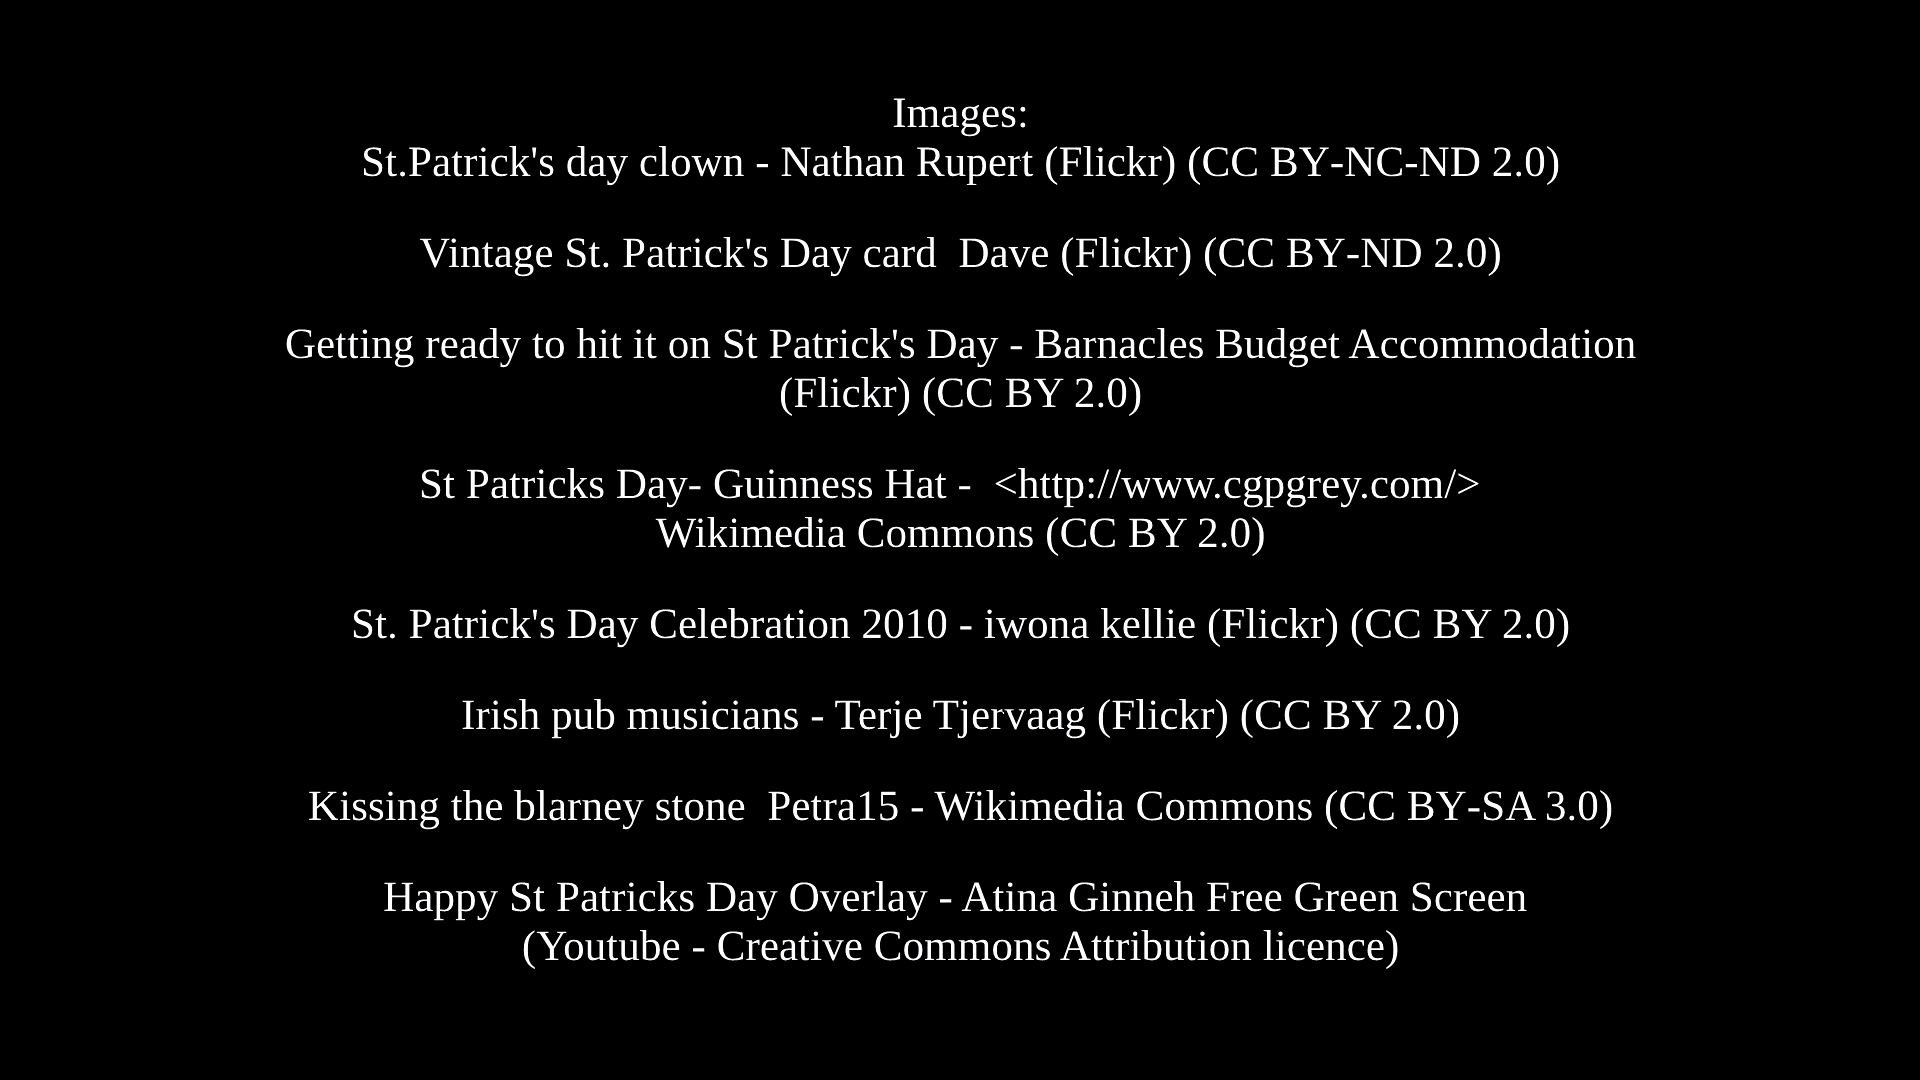 Images:
St.Patrick's day clown - Nathan Rupert (Flickr) (CC BY-NC-ND 2.0)
Vintage St. Patrick's Day card  Dave (Flickr) (CC BY-ND 2.0)
Getting ready to hit it on St Patrick's Day - Barnacles Budget Accommodation
(Flickr) (CC BY 2.0)
St Patricks Day- Guinness Hat -  <http://www.cgpgrey.com/>
Wikimedia Commons (CC BY 2.0)
St. Patrick's Day Celebration 2010 - iwona kellie (Flickr) (CC BY 2.0)
Irish pub musicians - Terje Tjervaag (Flickr) (CC BY 2.0)
Kissing the blarney stone  Petra15 - Wikimedia Commons (CC BY-SA 3.0)
Happy St Patricks Day Overlay - Atina Ginneh Free Green Screen
(Youtube - Creative Commons Attribution licence)